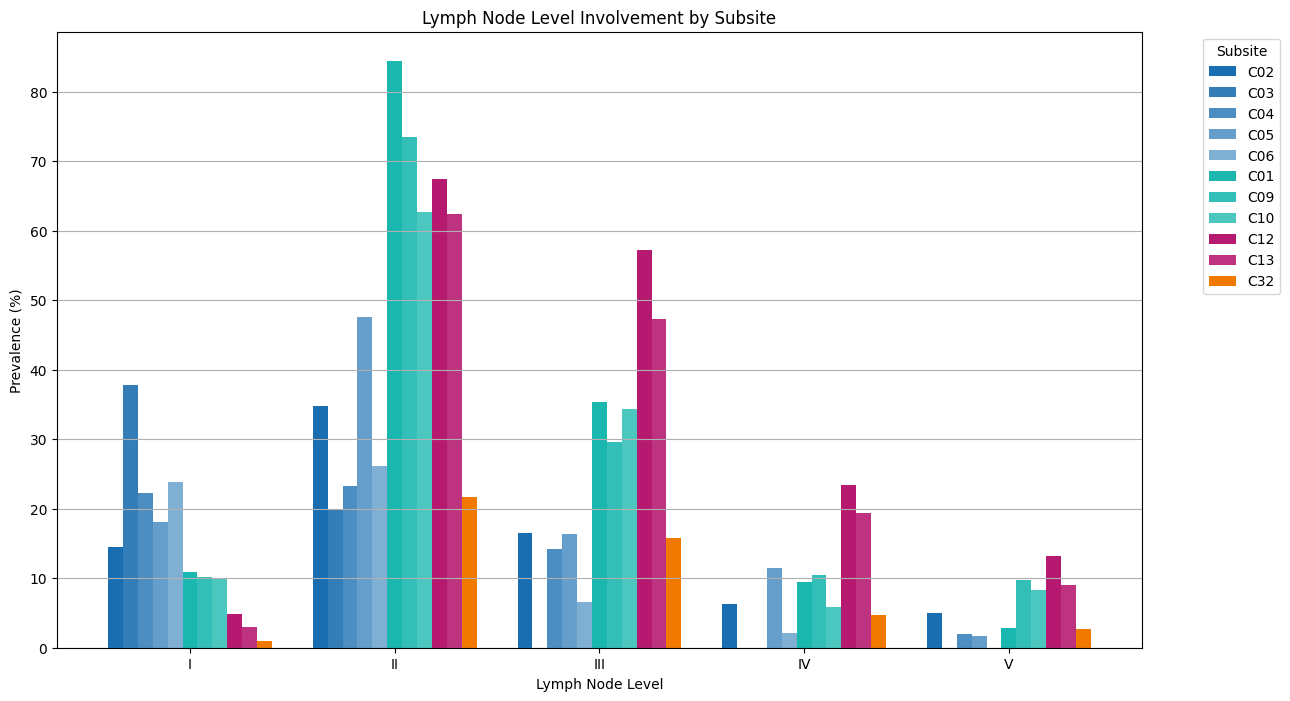 Lymph Node Level Involvement by Subsite
Prevalence (%)
80
70
60
50
40
30
20
10
0
I
II
III
IV
V
Lymph Node Level
Subsite
C02
C03
C04
C05
C06
C01
C09
C10
C12
C13
C32